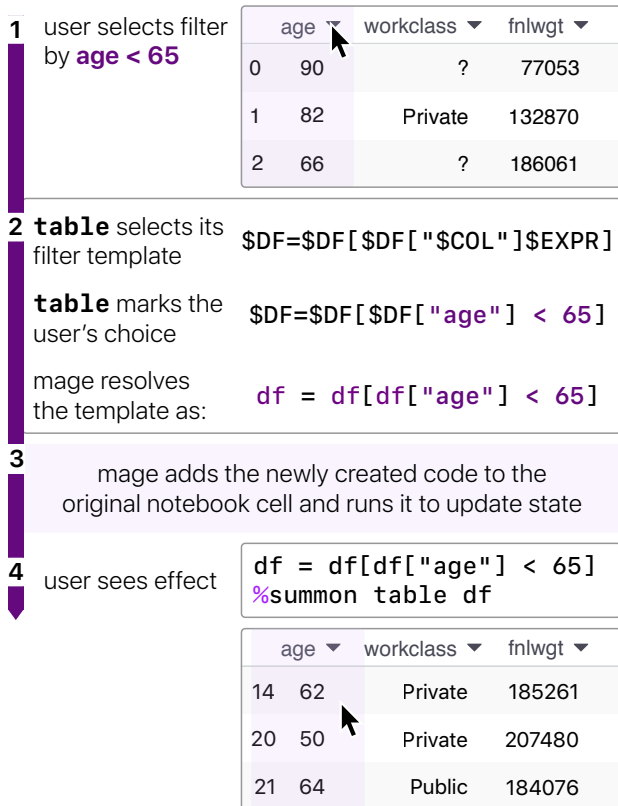 1 user selects filter
by age < 65
age workclass fnlwgt
0 90 ? 77053
1 82 Private 132870
2 66 ? 186061
2 table selects its
filter template
$DF=$DF[$DF["$COL"]$EXPR]
table marks the
user's choice
$DF=$DF[$DF["age"] < 65]
mage resolves
the template as:
df = df[df["age"] < 65]
3
mage adds the newly created code to the
original notebook cell and runs it to update state
4 user sees effect
df = df[df["age"] < 65]
%summon table df
age workclass fnlwgt
14 62 Private 185261
20 50 Private 207480
21 64 Public 184076